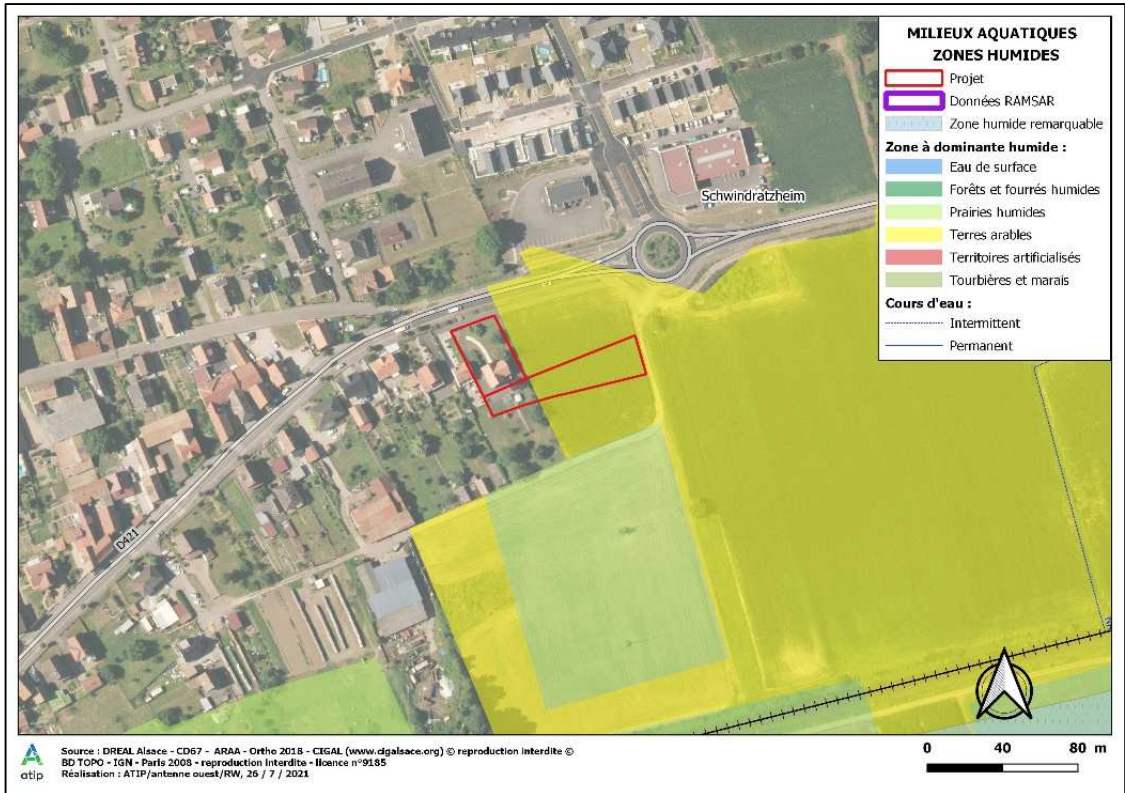 MILIEUX AQUATIQUES
ZONES HUMIDES
Projet
Données RAMSAR
Zone humide remarquable
Zone à dominante humide :
Eau de surface
Forêts et fourrés humides
Prairies humides
Terres arables
Territoires artificialisés
Tourbières et marais
Cours d'eau :
Intermittent
Permanent
Schwindratzheim
D421
atip
Source : DREAL Alsace - CD67 - ARAA - Ortho 2018 - CIGAL (www.cigalsace.org) © reproduction interdite ©
BD TOPO - IGN - Paris 2008 - reproduction interdite - licence n°9185
Réalisation : ATIP/antenne ouest/RW, 26 / 7 / 2021
0 40 80 m